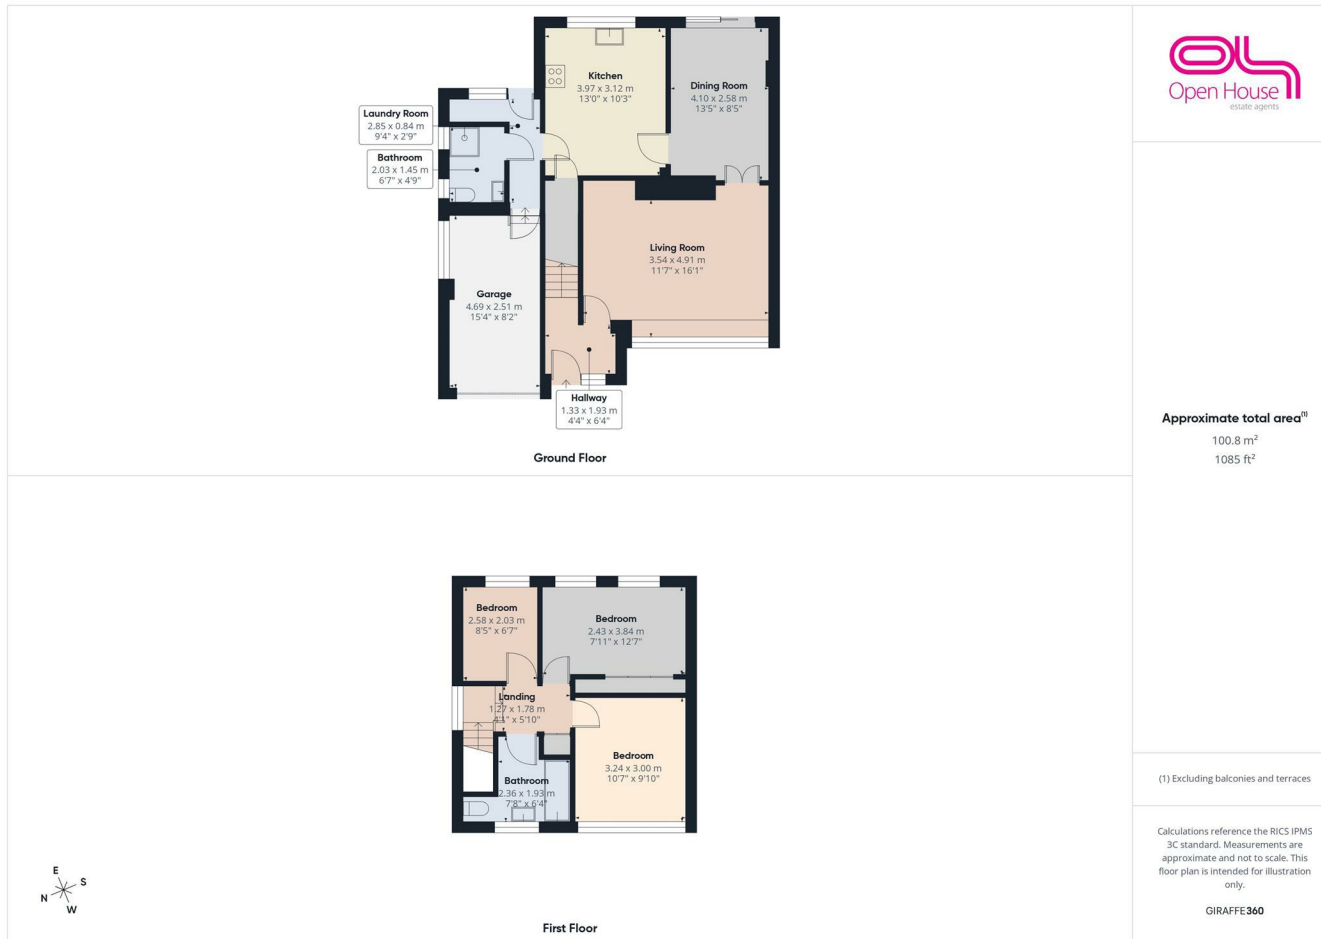 Kitchen
3.97 x 3.12 m
13'0" x 10'3"
Dining Room
4.10 x 2.58 m
13'5" x 8'5"
Laundry Room
2.85 x 0.84 m
9'4" x 2'9"
Bathroom
2.03 x 1.45 m
6'7" x 4'9"
Living Room
3.54 x 4.91 m
11'7" x 16'1"
Garage
4.69 x 2.51 m
15'4" x 8'2"
Hallway
1.33 x 1.93 m
4'4" x 6'4"
Ground Floor
Bedroom
2.58 x 2.03 m
8'5" x 6'7"
Bedroom
2.43 x 3.84 m
7'11" x 12'7"
Landing
1.27 x 1.78 m
4'1" x 5'10"
Bedroom
3.24 x 3.00 m
10'7" x 9'10"
Bathroom
2.36 x 1.93 m
7'8" x 6'4"
E
S
N
W
First Floor
Open House
estate agents
Approximate total area(1)
100.8 m²
1085 ft²
(1) Excluding balconies and terraces
Calculations reference the RICS IPMS
3C standard. Measurements are
approximate and not to scale. This
floor plan is intended for illustration
only.
GIRAFFE360